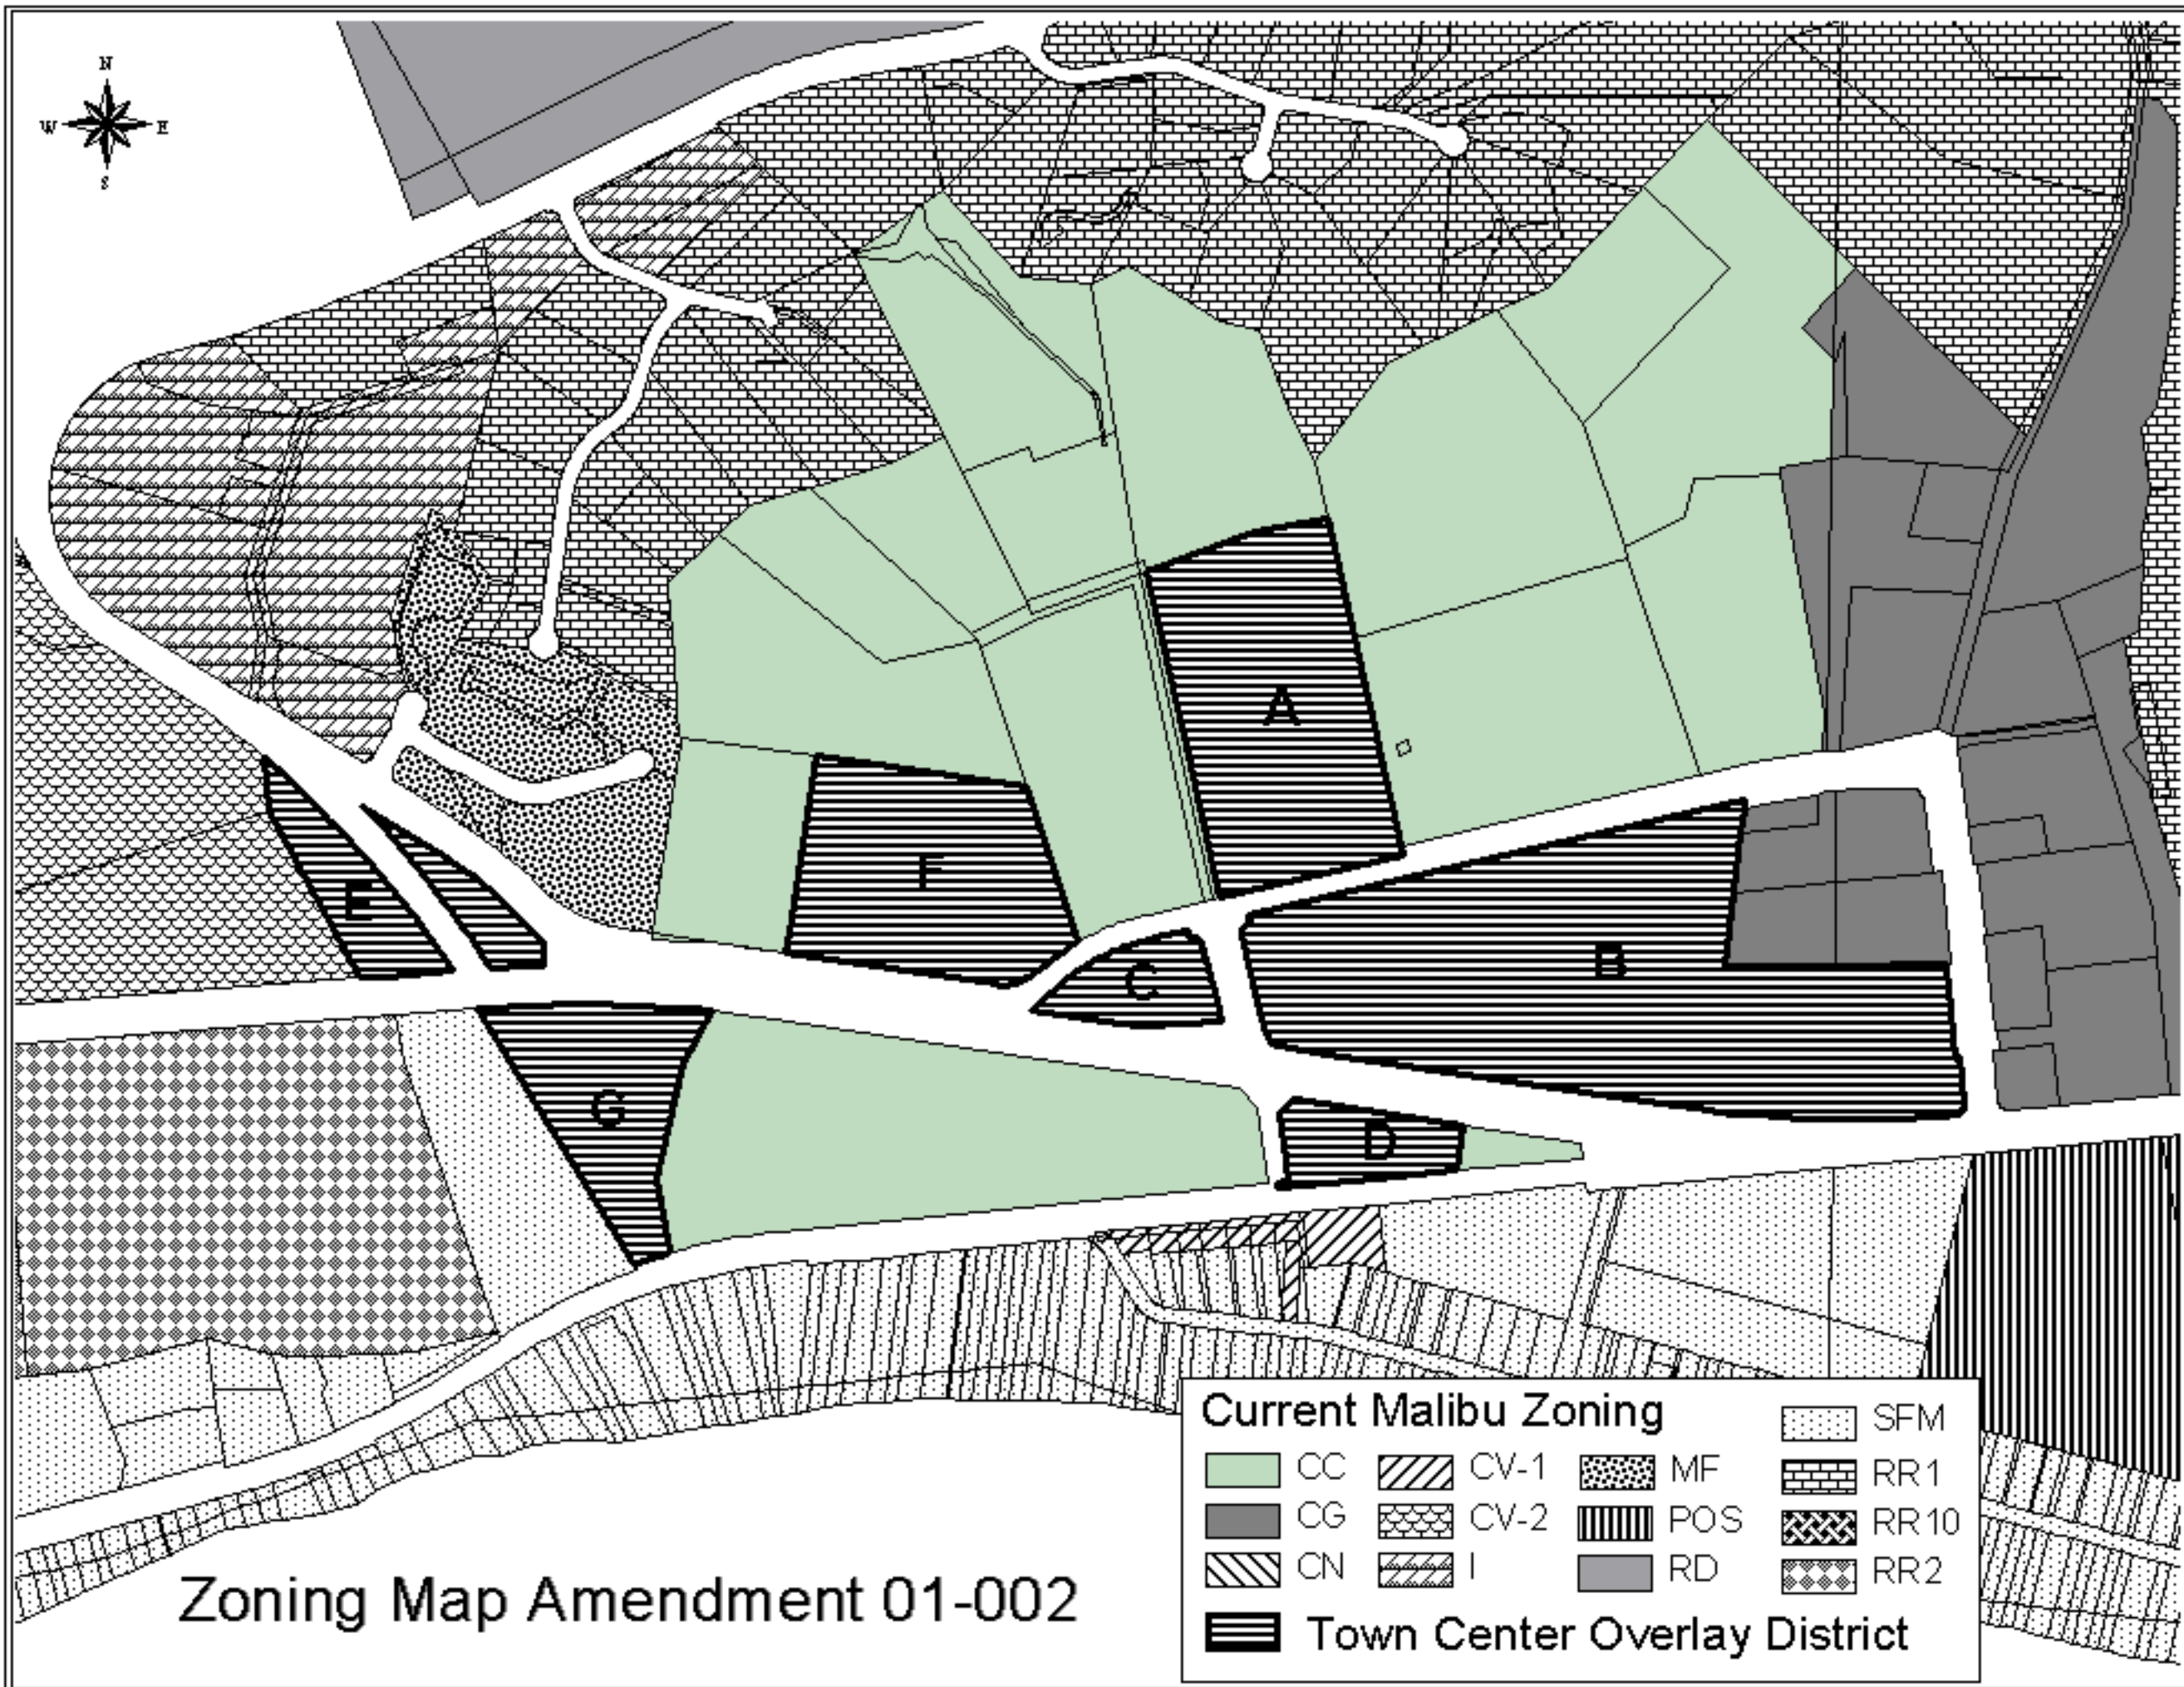 N
W E
S
A
F
E
B
C
G
D
Current Malibu Zoning
SFM
CC CV-1 MF RR1
CG CV-2 POS RR10
CN I RD RR2
Town Center Overlay District
Zoning Map Amendment 01-002